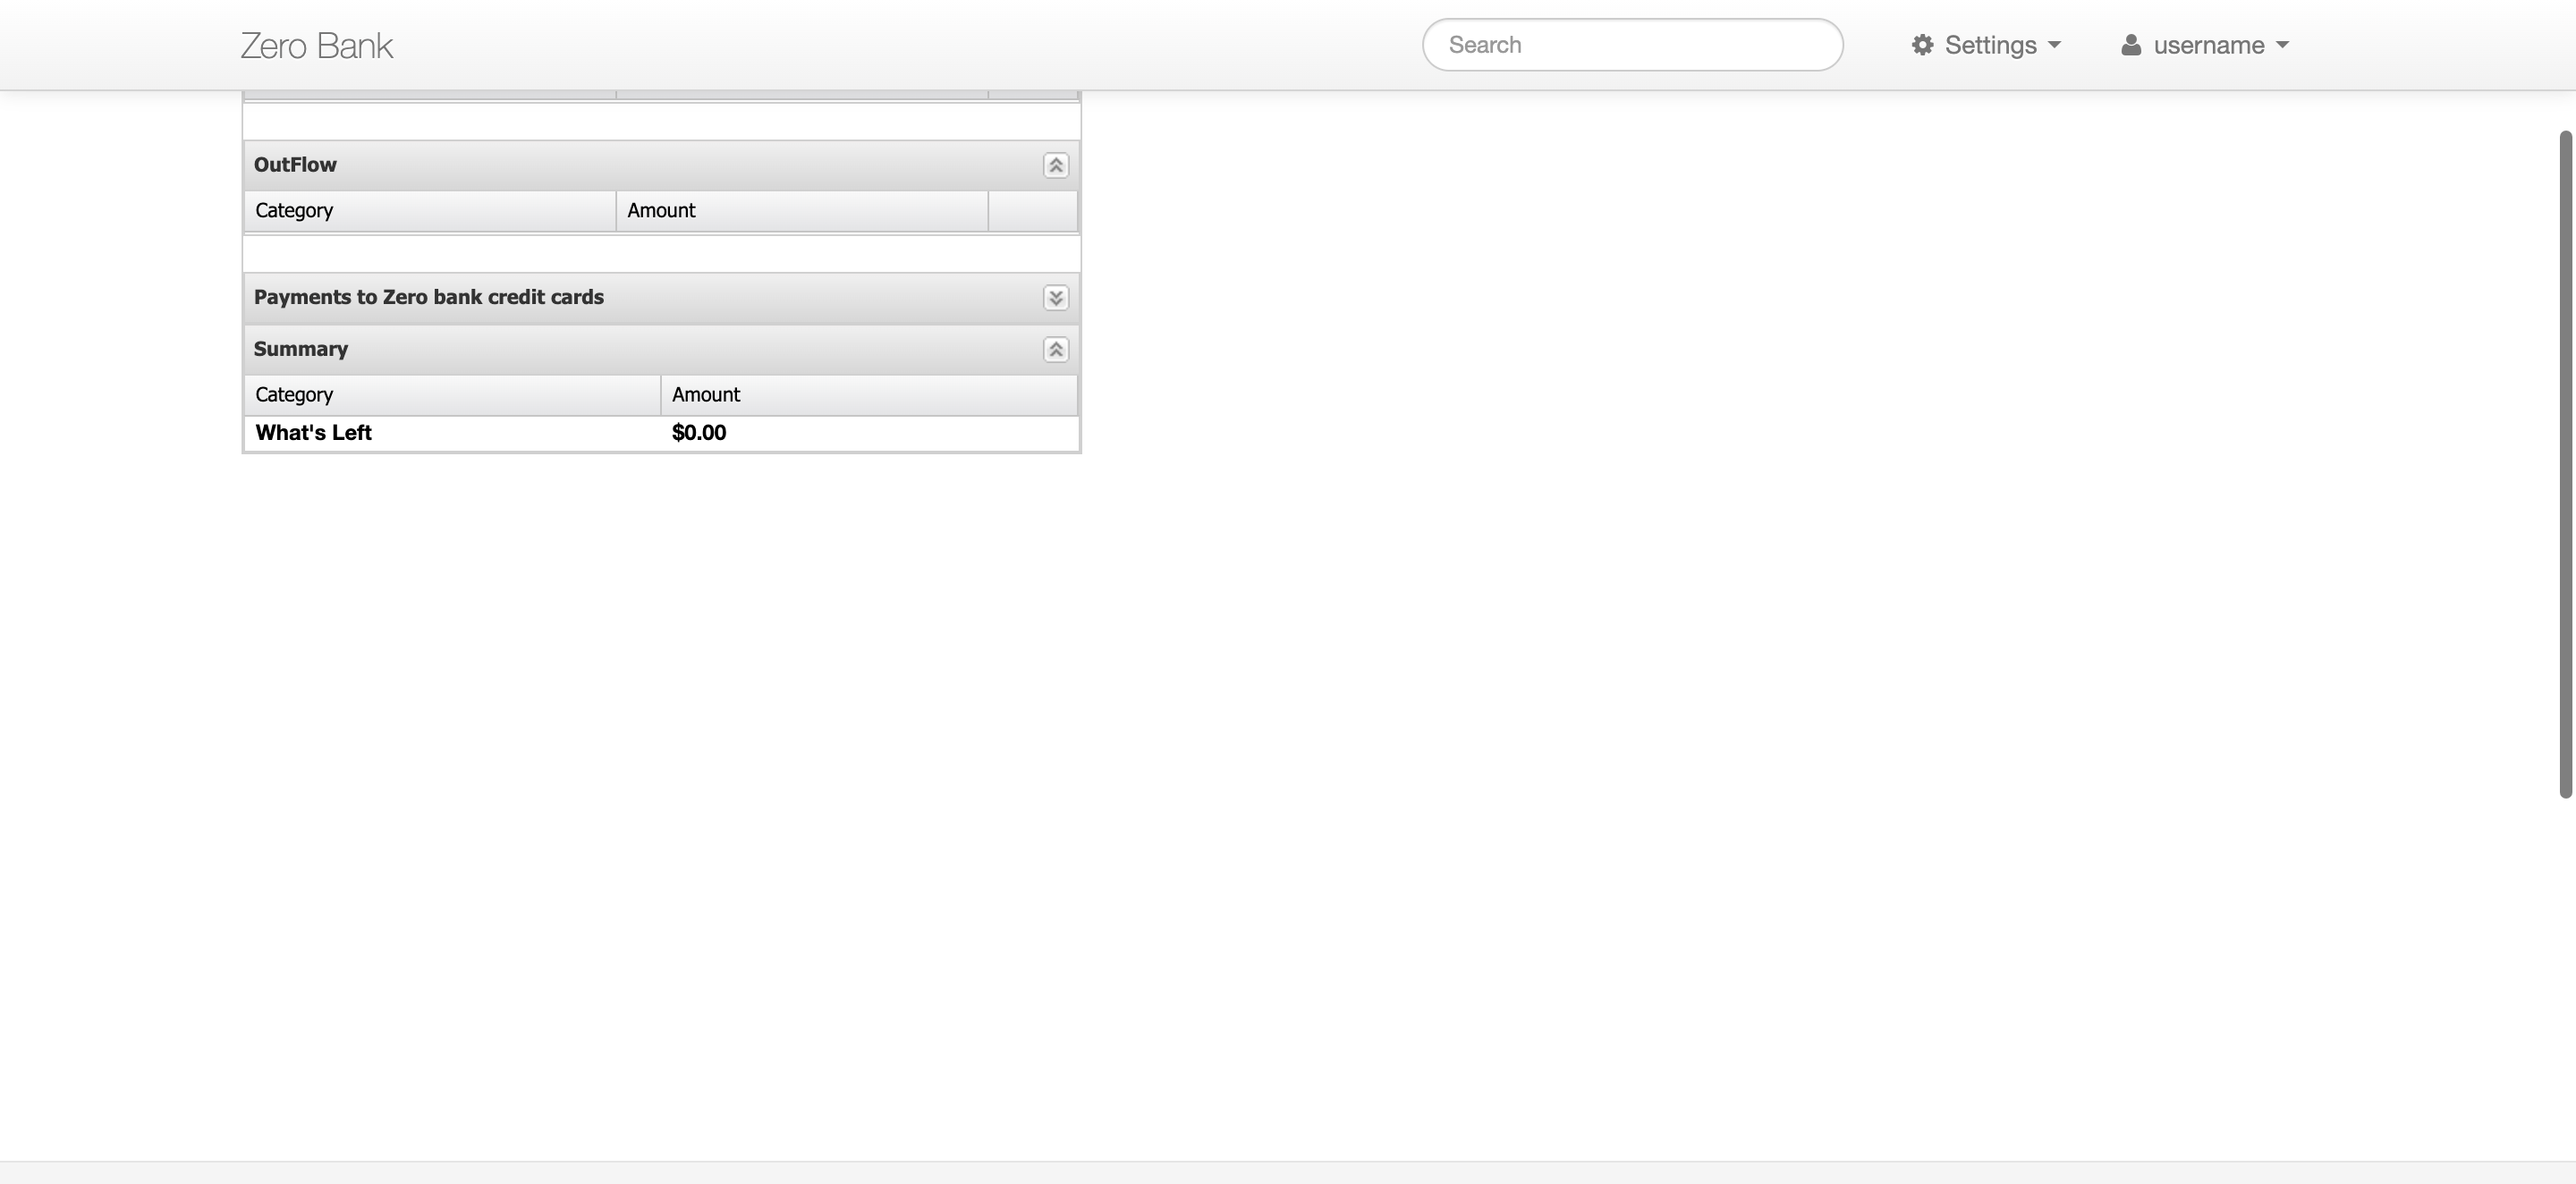 Zero Bank
Search
Settings
username
OutFlow
Category Amount
Payments to Zero bank credit cards
Summary
Category Amount
What's Left $0.00